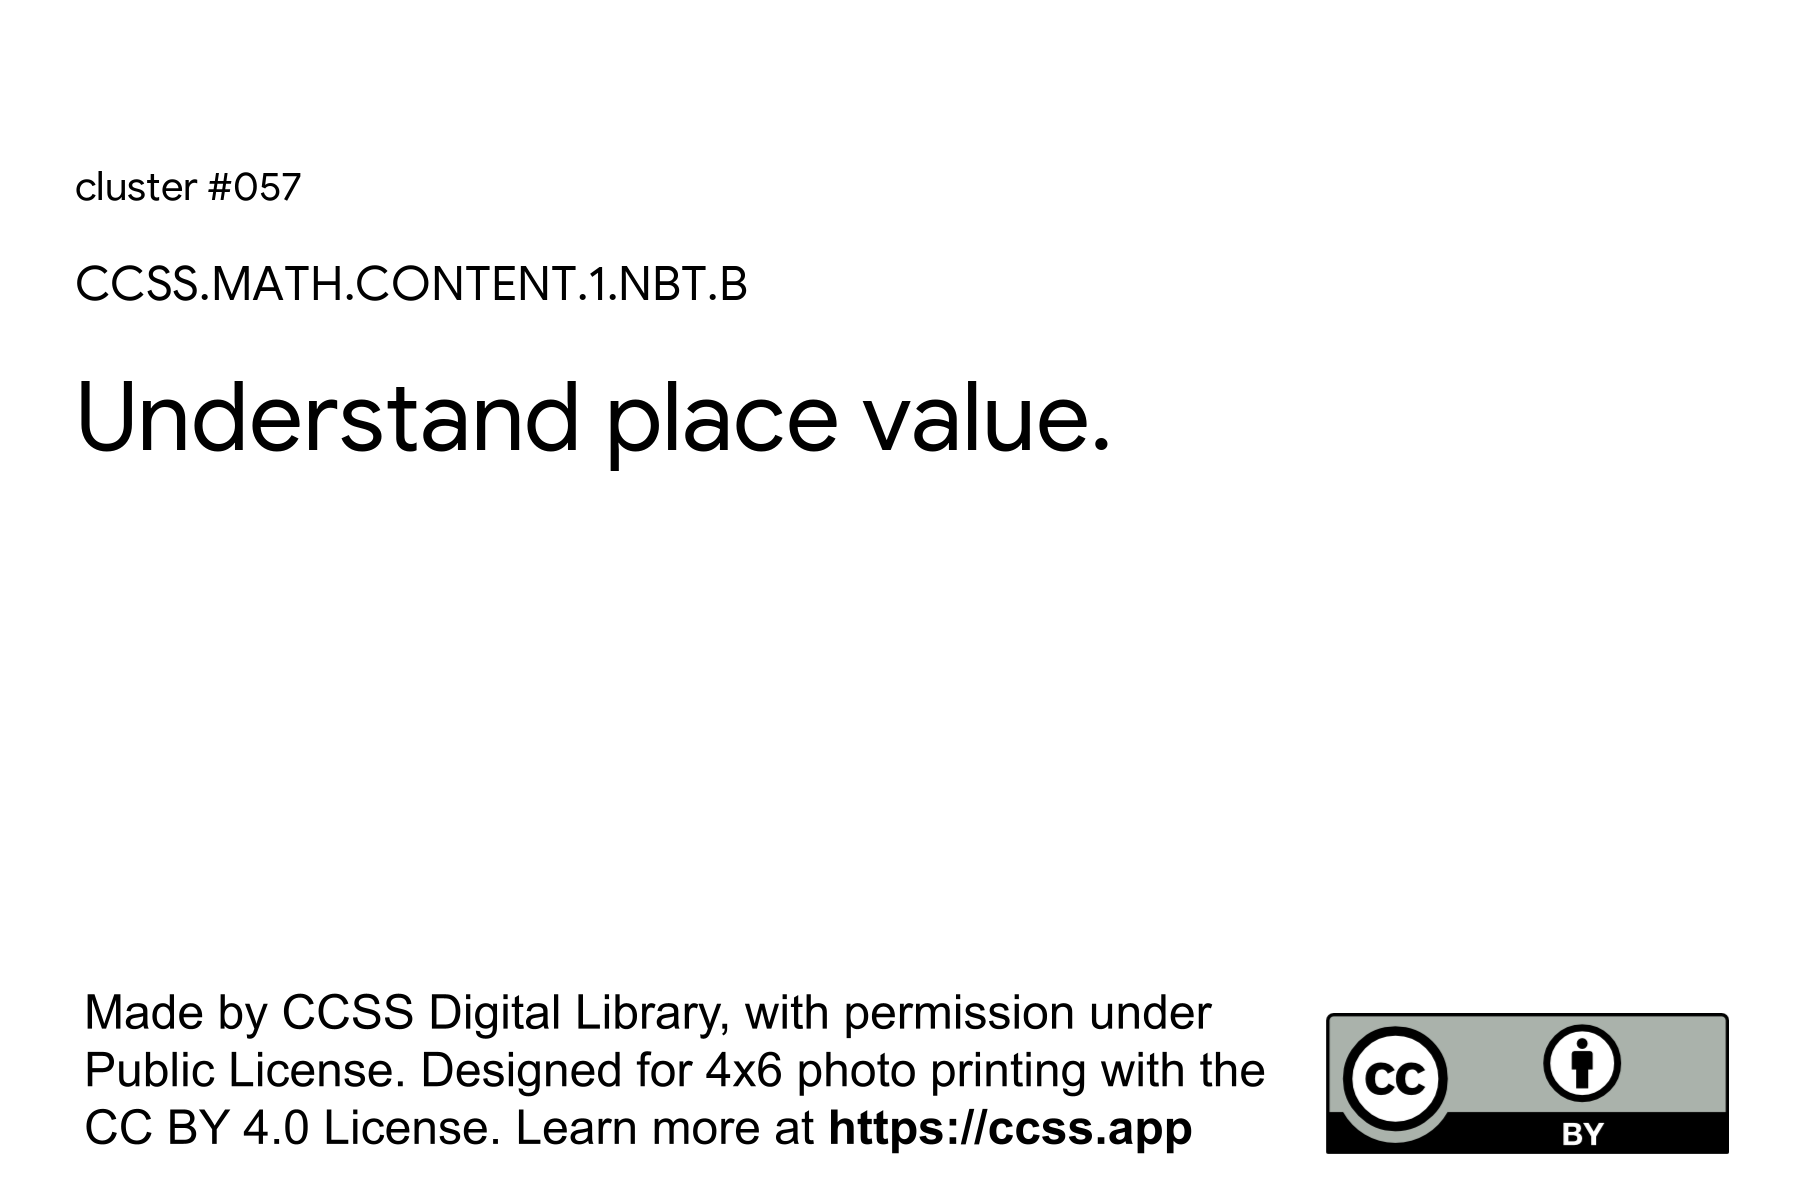 cluster #057
CCSS.MATH.CONTENT.1.NBT.B
Understand place value.
Made by CCSS Digital Library, with permission under
Public License. Designed for 4x6 photo printing with the
CC BY 4.0 License. Learn more at https://ccss.app
CC
BY